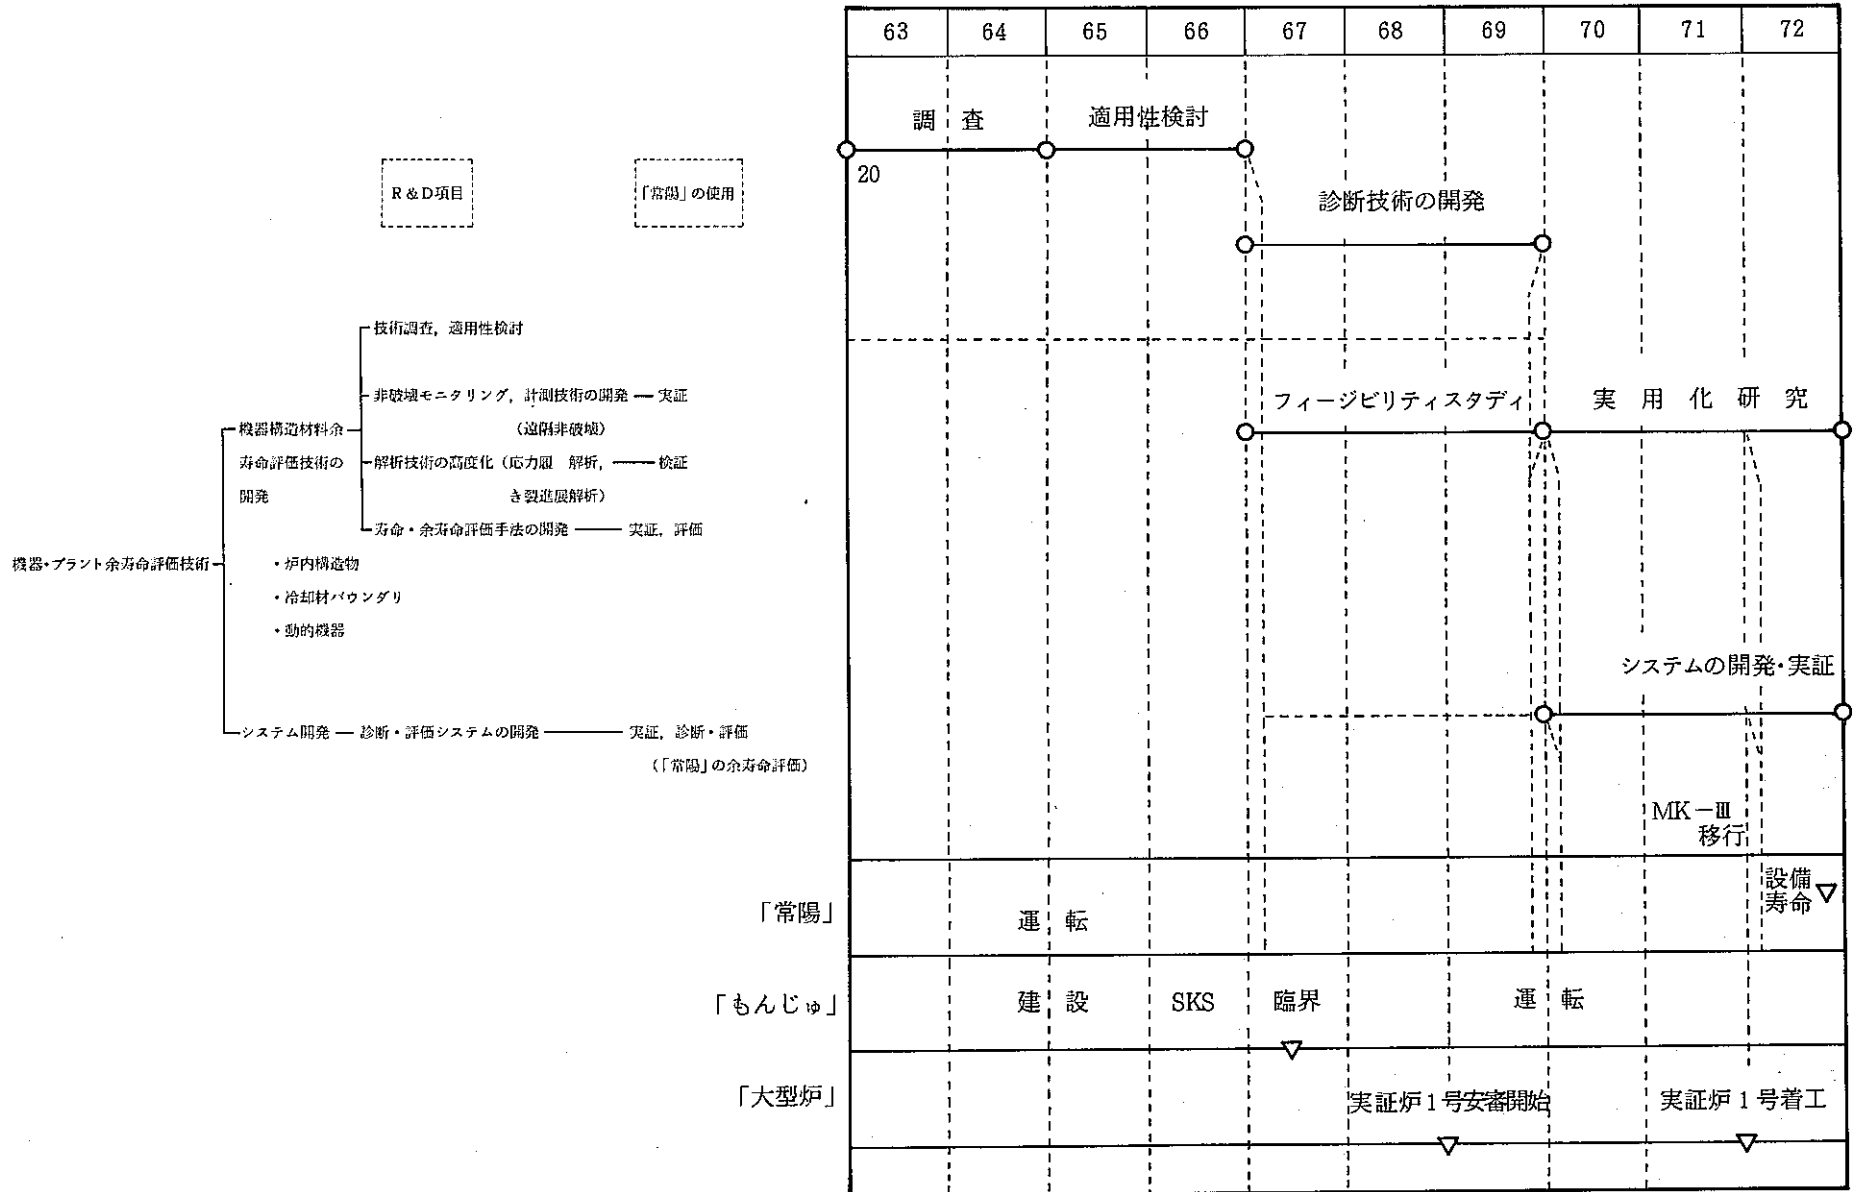 63 64 65 66 67 68 69 70 71 72
調査 適用性検討
20
R&D項目 「常陽」の使用
診断技術の開発
技術調査，適用性検討
非破壊モニタリング，計測技術の開発 — 実証
（遠隔非破壊）
フィージビリティスタディ 実用化研究
機器構造材料余
寿命評価技術の
開発
解析技術の高度化（応力履 解析， — 検証
き裂進展解析）
寿命・余寿命評価手法の開発 — 実証，評価
機器・プラント余寿命評価技術
・炉内構造物
・冷却材バウンダリ
・動的機器
システムの開発・実証
システム開発 — 診断・評価システムの開発 — 実証，診断・評価
（「常陽」の余寿命評価）
MK－Ⅲ
移行
「常陽」 運転 設備
寿命
「もんじゅ」 建設 SKS 臨界 運転
「大型炉」 実証炉1号安審開始 実証炉1号着工